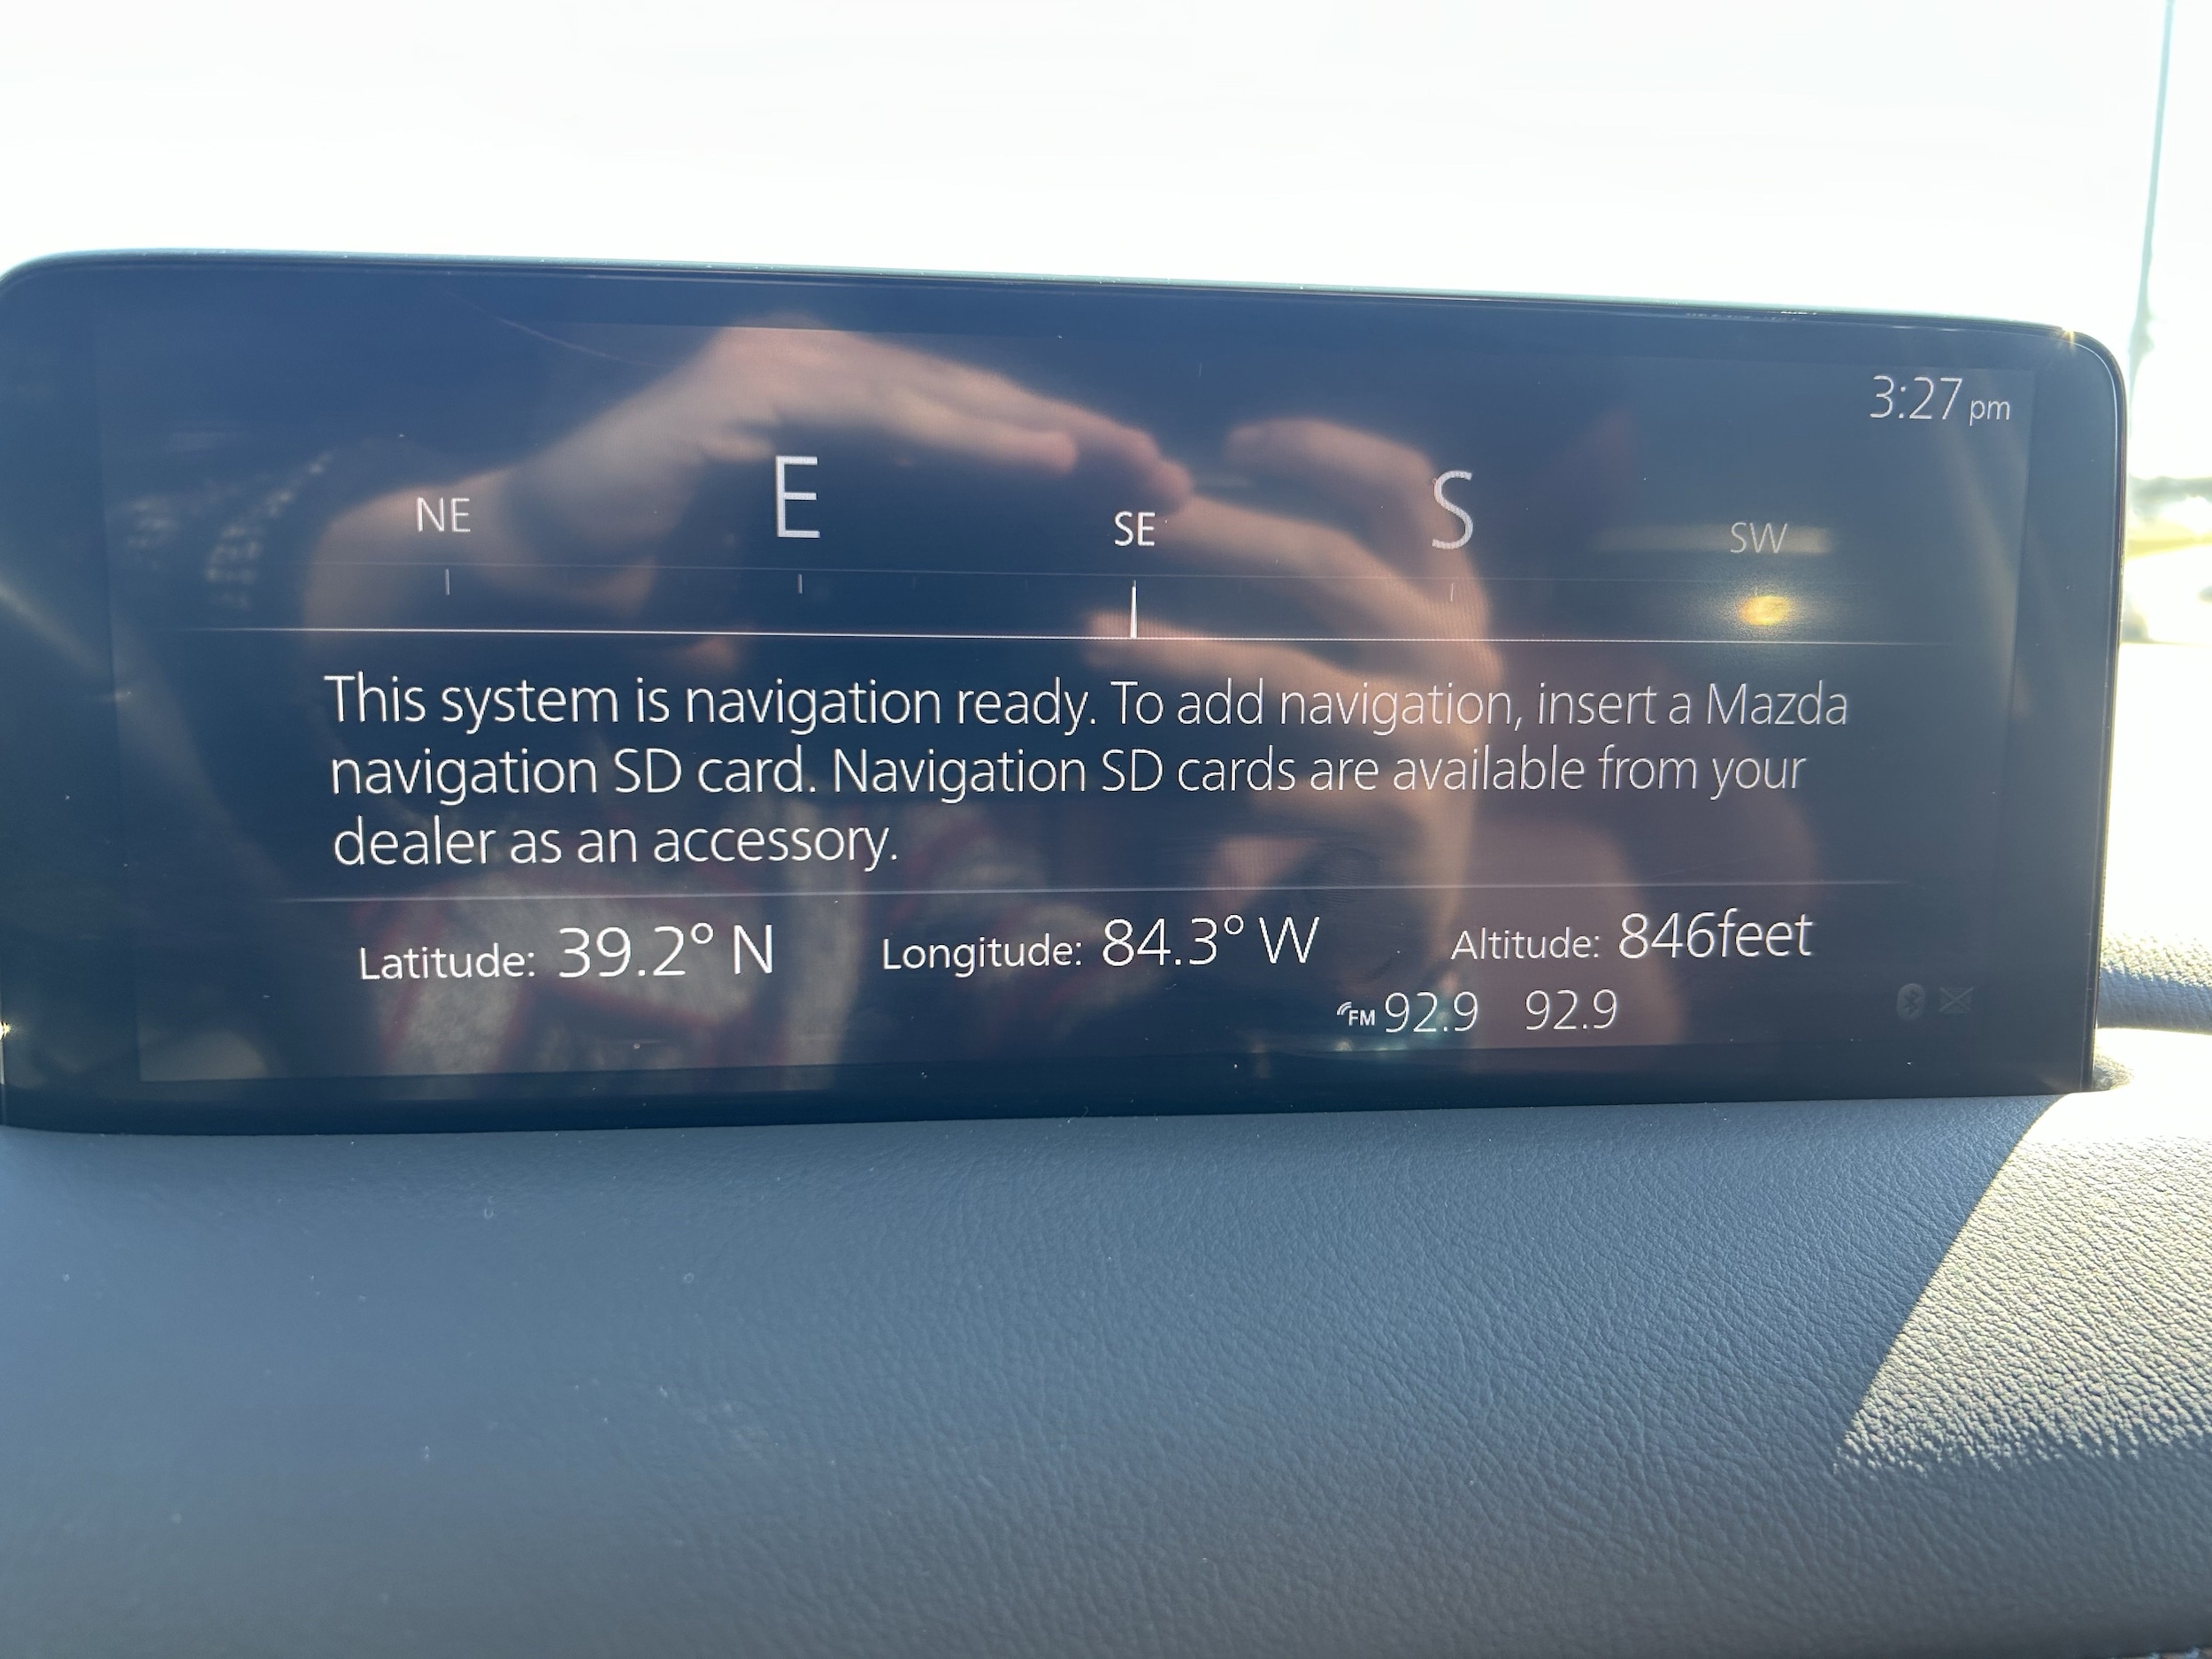 3:27 pm
NE E SE S SW
This system is navigation ready. To add navigation, insert a Mazda
navigation SD card. Navigation SD cards are available from your
dealer as an accessory.
Latitude: 39.2° N Longitude: 84.3° W Altitude: 846feet
FM 92.9 92.9